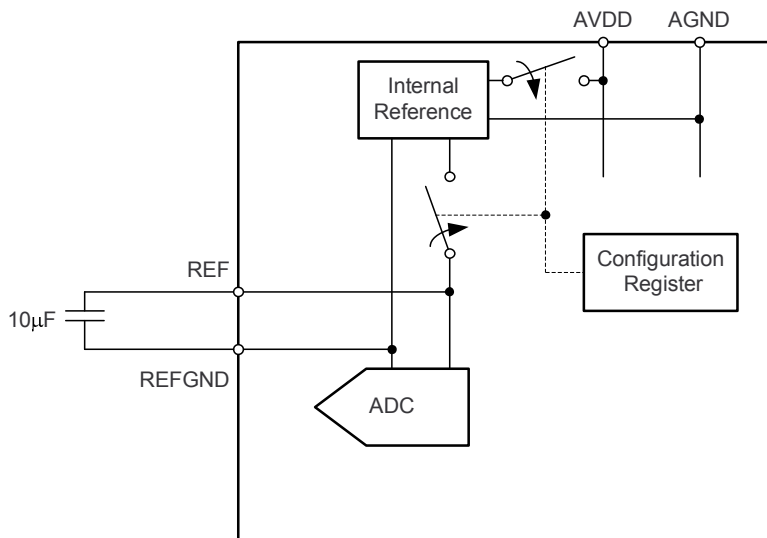 AVDD
AGND
Internal
Reference
Configuration
Register
REF
10μF
REFGND
ADC